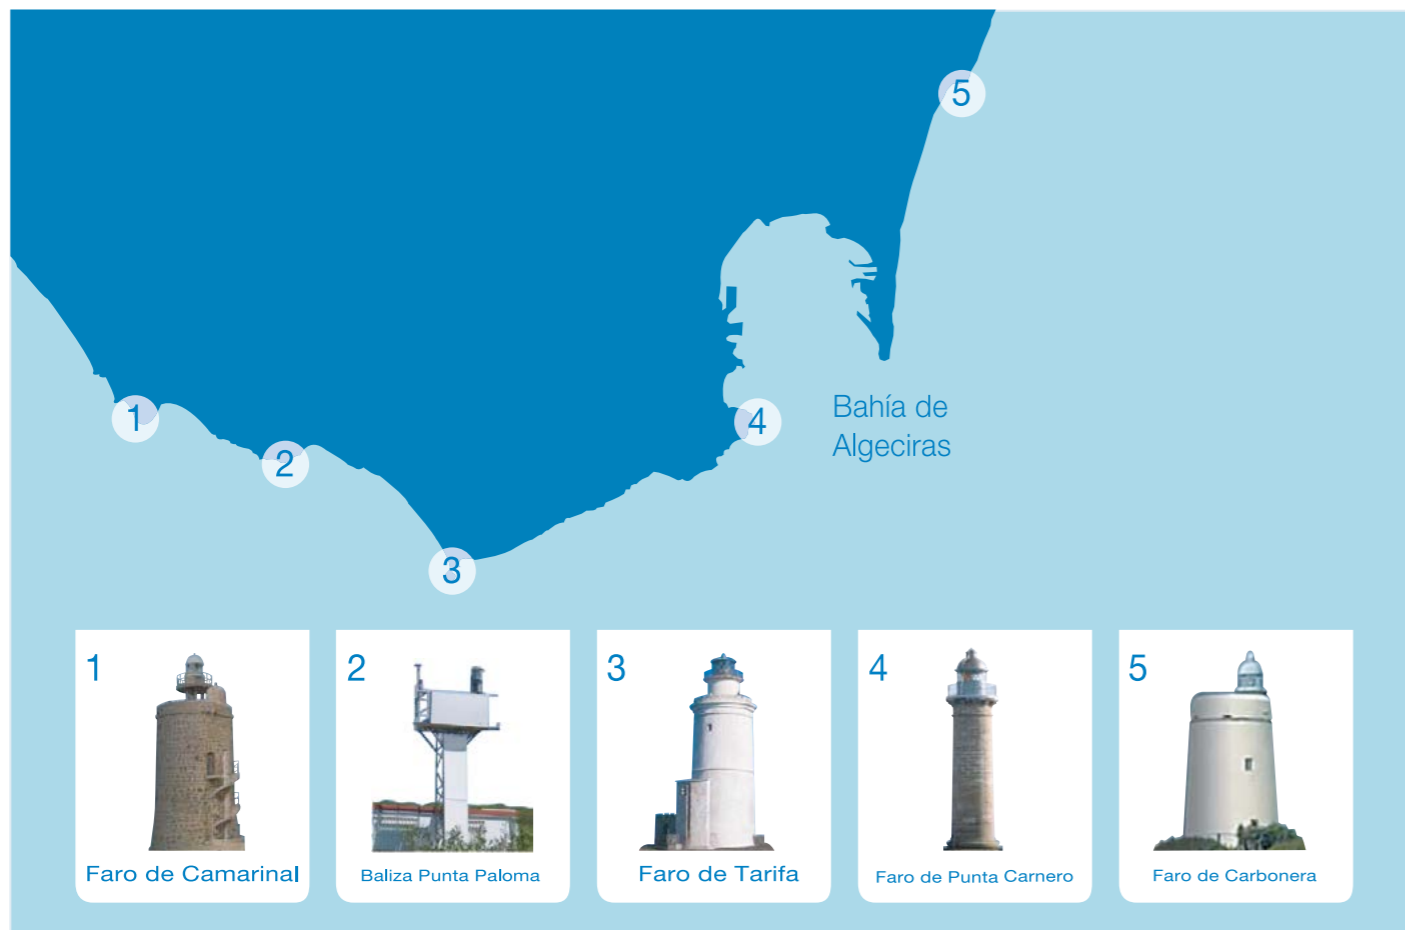 5
1
2
3
4
Bahía de
Algeciras
1
Faro de Camarinal
2
Baliza Punta Paloma
3
Faro de Tarifa
4
Faro de Punta Carnero
5
Faro de Carbonera